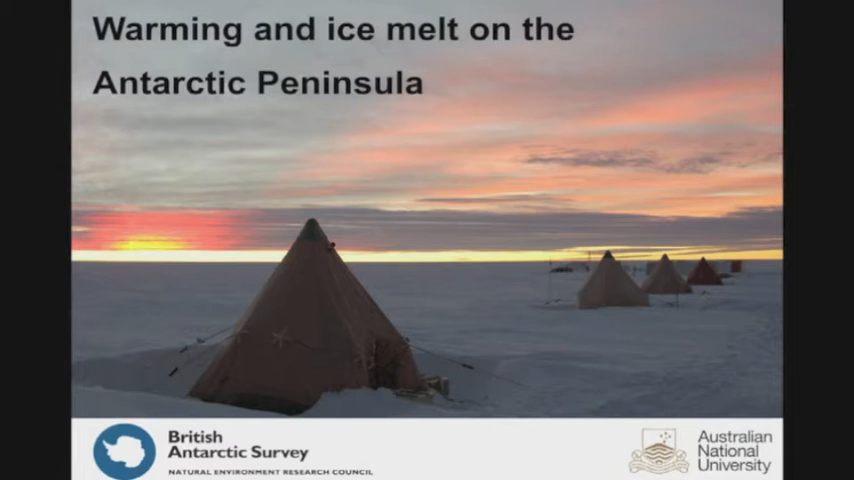 Warming and ice melt on the
Antarctic Peninsula
British
Antarctic Survey
NATURAL ENVIRONMENT RESEARCH COUNCIL
Australian
National
University